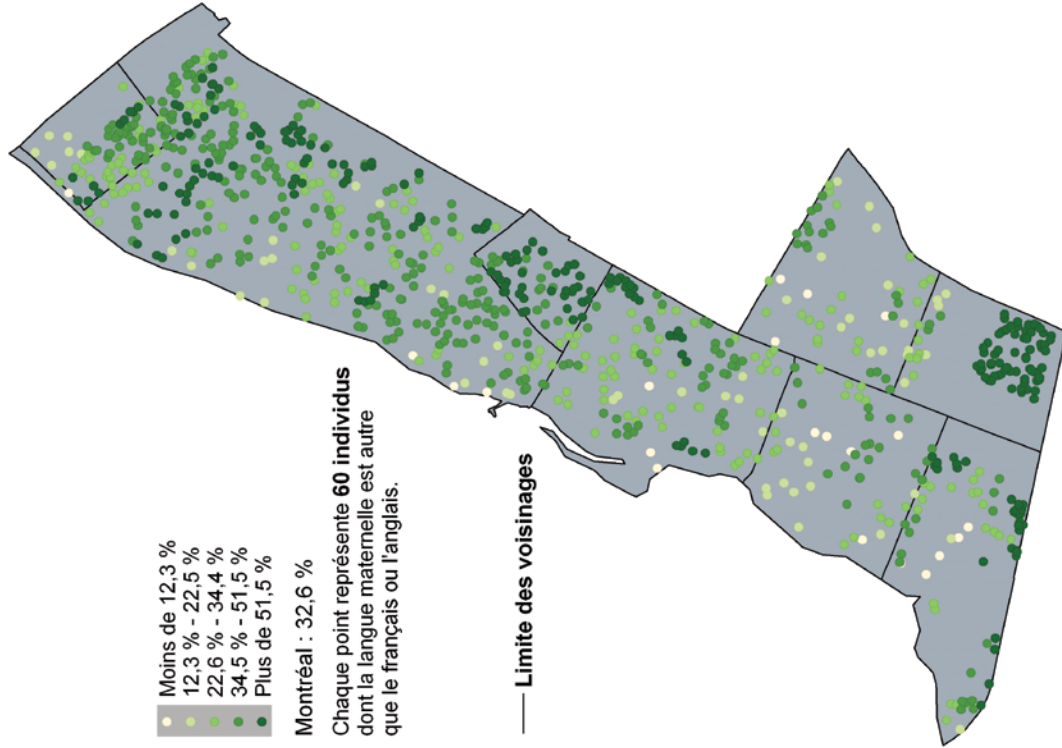 Moins de 12,3 %
12,3 % - 22,5 %
22,6 % - 34,4 %
34,5 % - 51,5 %
Plus de 51,5 %
Montréal : 32,6 %
Chaque point représente 60 individus
dont la langue maternelle est autre
que le français ou l'anglais.
Limite des voisinages